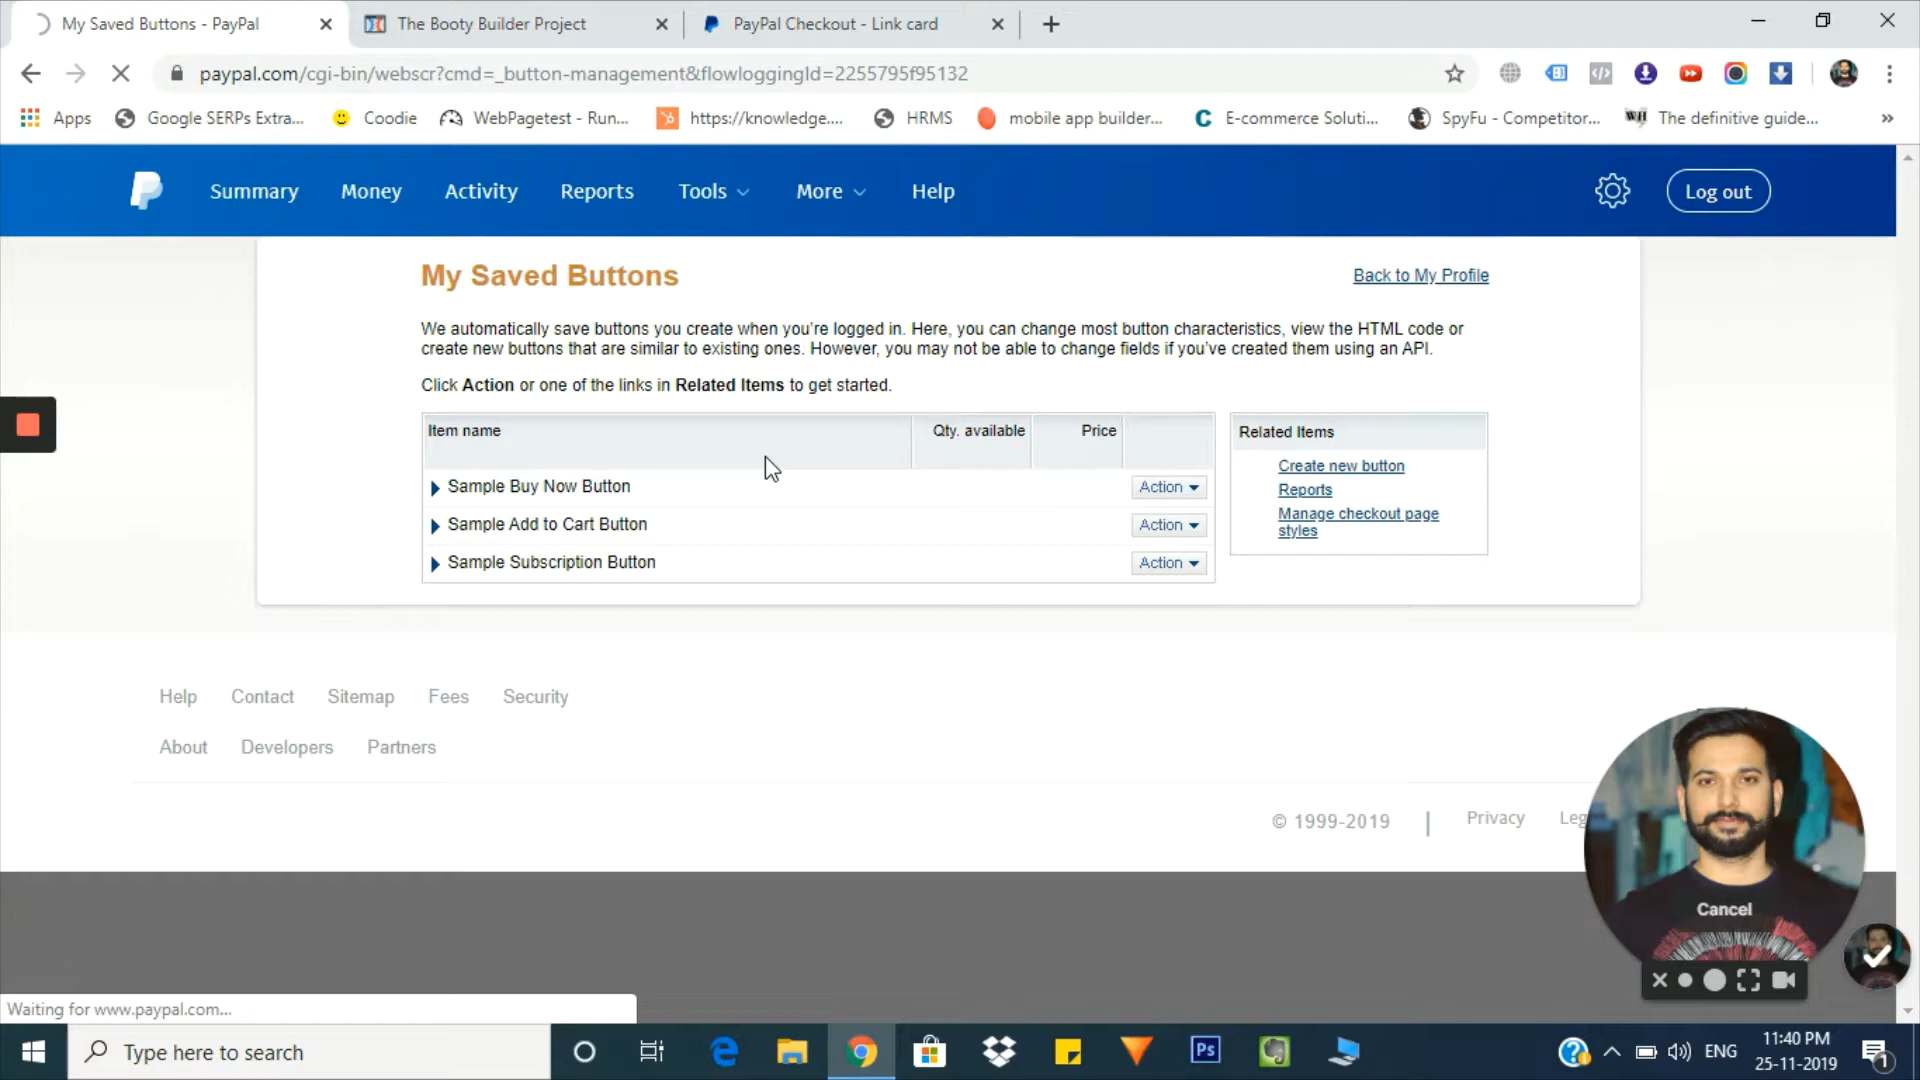 My Saved Buttons - PayPal
The Booty Builder Project
PayPal Checkout - Link card
paypal.com/cgi-bin/webscr?cmd=_button-management&flowloggingId=2255795f95132
Apps
Google SERPs Extra...
Coodie
WebPagetest - Run...
https://knowledge....
HRMS
mobile app builder...
E-commerce Soluti...
SpyFu - Competitor...
The definitive guide...
»
Summary
Money
Activity
Reports
Tools
More
Help
Log out
My Saved Buttons
Back to My Profile
We automatically save buttons you create when you're logged in. Here, you can change most button characteristics, view the HTML code or
create new buttons that are similar to existing ones. However, you may not be able to change fields if you've created them using an API.
Click Action or one of the links in Related Items to get started.
Item name
Qty. available
Price
Sample Buy Now Button
Action
Sample Add to Cart Button
Action
Sample Subscription Button
Action
Related Items
Create new button
Reports
Manage checkout page
styles
Help
Contact
Sitemap
Fees
Security
About
Developers
Partners
© 1999-2019
|
Privacy
Leg
Cancel
Waiting for www.paypal.com...
Type here to search
Ps
ENG
11:40 PM
25-11-2019
1